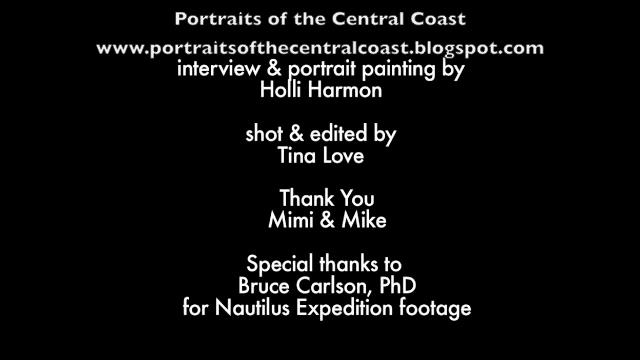 Portraits of the Central Coast
www.portraitsofthecentralcoast.blogspot.com
interview & portrait painting by
Holli Harmon
shot & edited by
Tina Love
Thank You
Mimi & Mike
Special thanks to
Bruce Carlson, PhD
for Nautilus Expedition footage